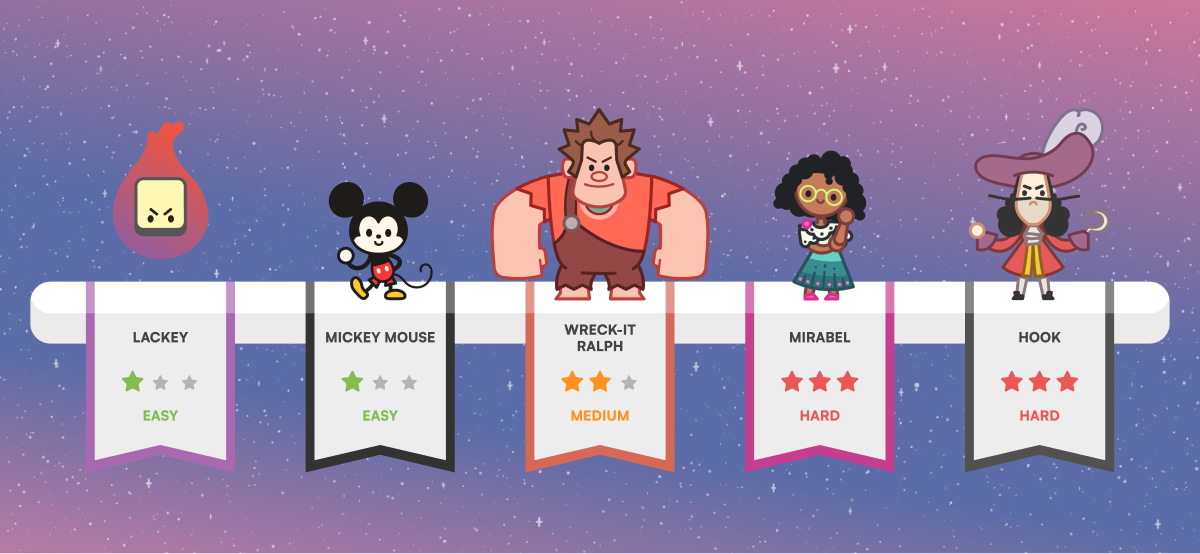 LACKEY
EASY
MICKEY MOUSE
EASY
WRECK-IT
RALPH
MEDIUM
MIRABEL
HARD
HOOK
HARD